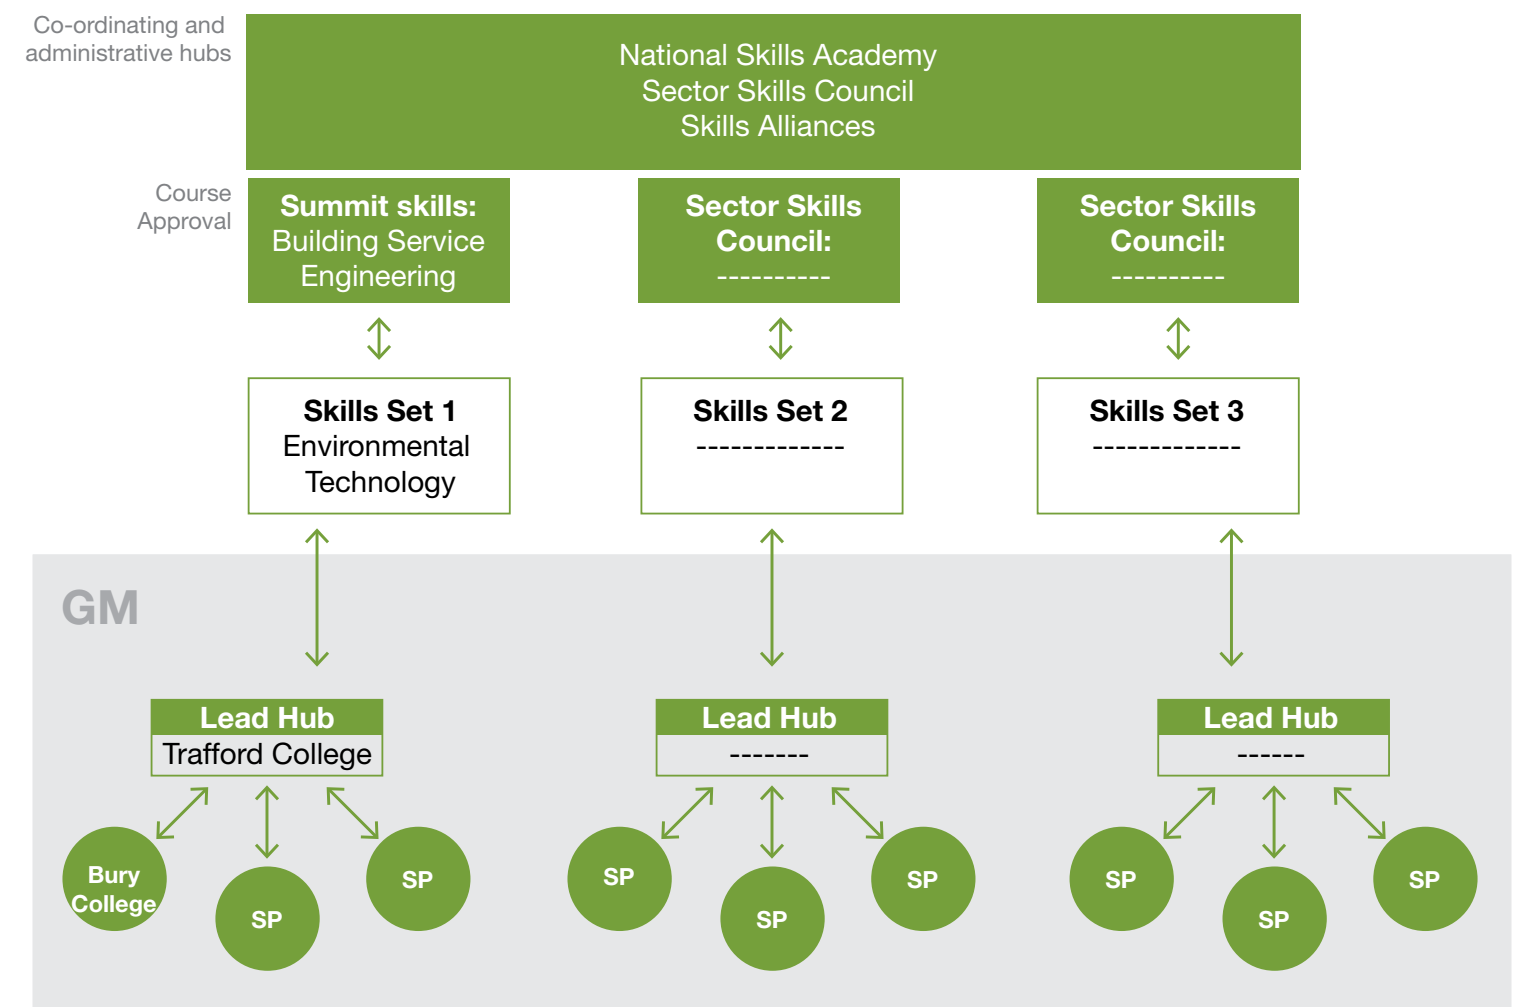 Co-ordinating and
administrative hubs
National Skills Academy
Sector Skills Council
Skills Alliances
Course
Approval
Summit skills:
Building Service
Engineering
Sector Skills
Council:
----------
Sector Skills
Council:
----------
Skills Set 1
Environmental
Technology
Skills Set 2
-------------
Skills Set 3
-------------
GM
Lead Hub
Trafford College
Lead Hub
-------
Lead Hub
------
Bury
College
SP
SP
SP
SP
SP
SP
SP
SP